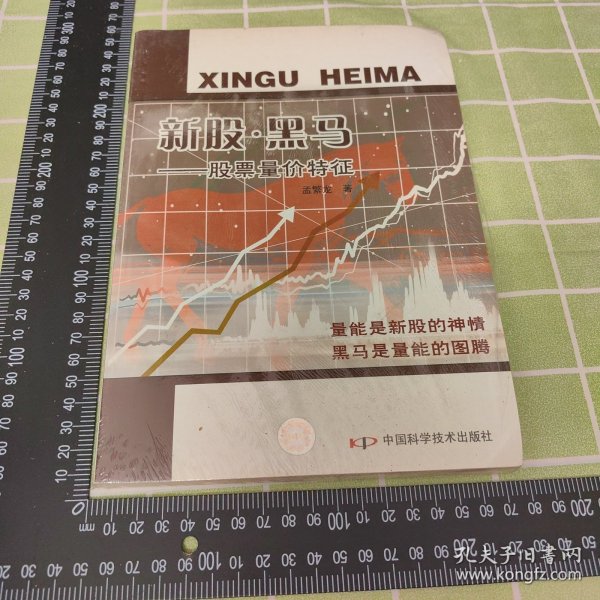 XINGU HEIMA
新股·黑马
——股票量价特征
孟繁龙 著
量能是新股的神情
黑马是量能的图腾
中国科学技术出版社
孔夫子旧书网
www.kongfz.com